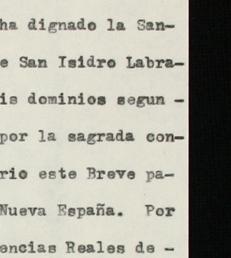 ha dignado la San-
e San Isidro Labra-
is dominios segun -
por la sagrada con-
rio este Breve pa-
Nueva España. Por
encias Reales de -